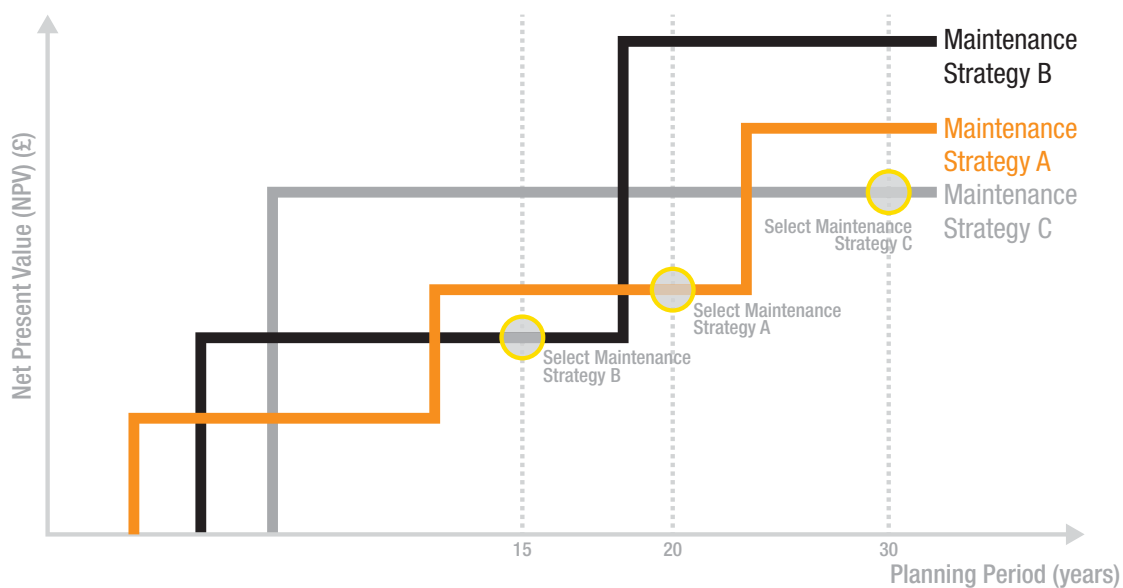 Net Present Value (NPV) (£)
Maintenance
Strategy B
Maintenance
Strategy A
Maintenance
Strategy C
Select Maintenance
Strategy C
Select Maintenance
Strategy A
Select Maintenance
Strategy B
15
20
30
Planning Period (years)